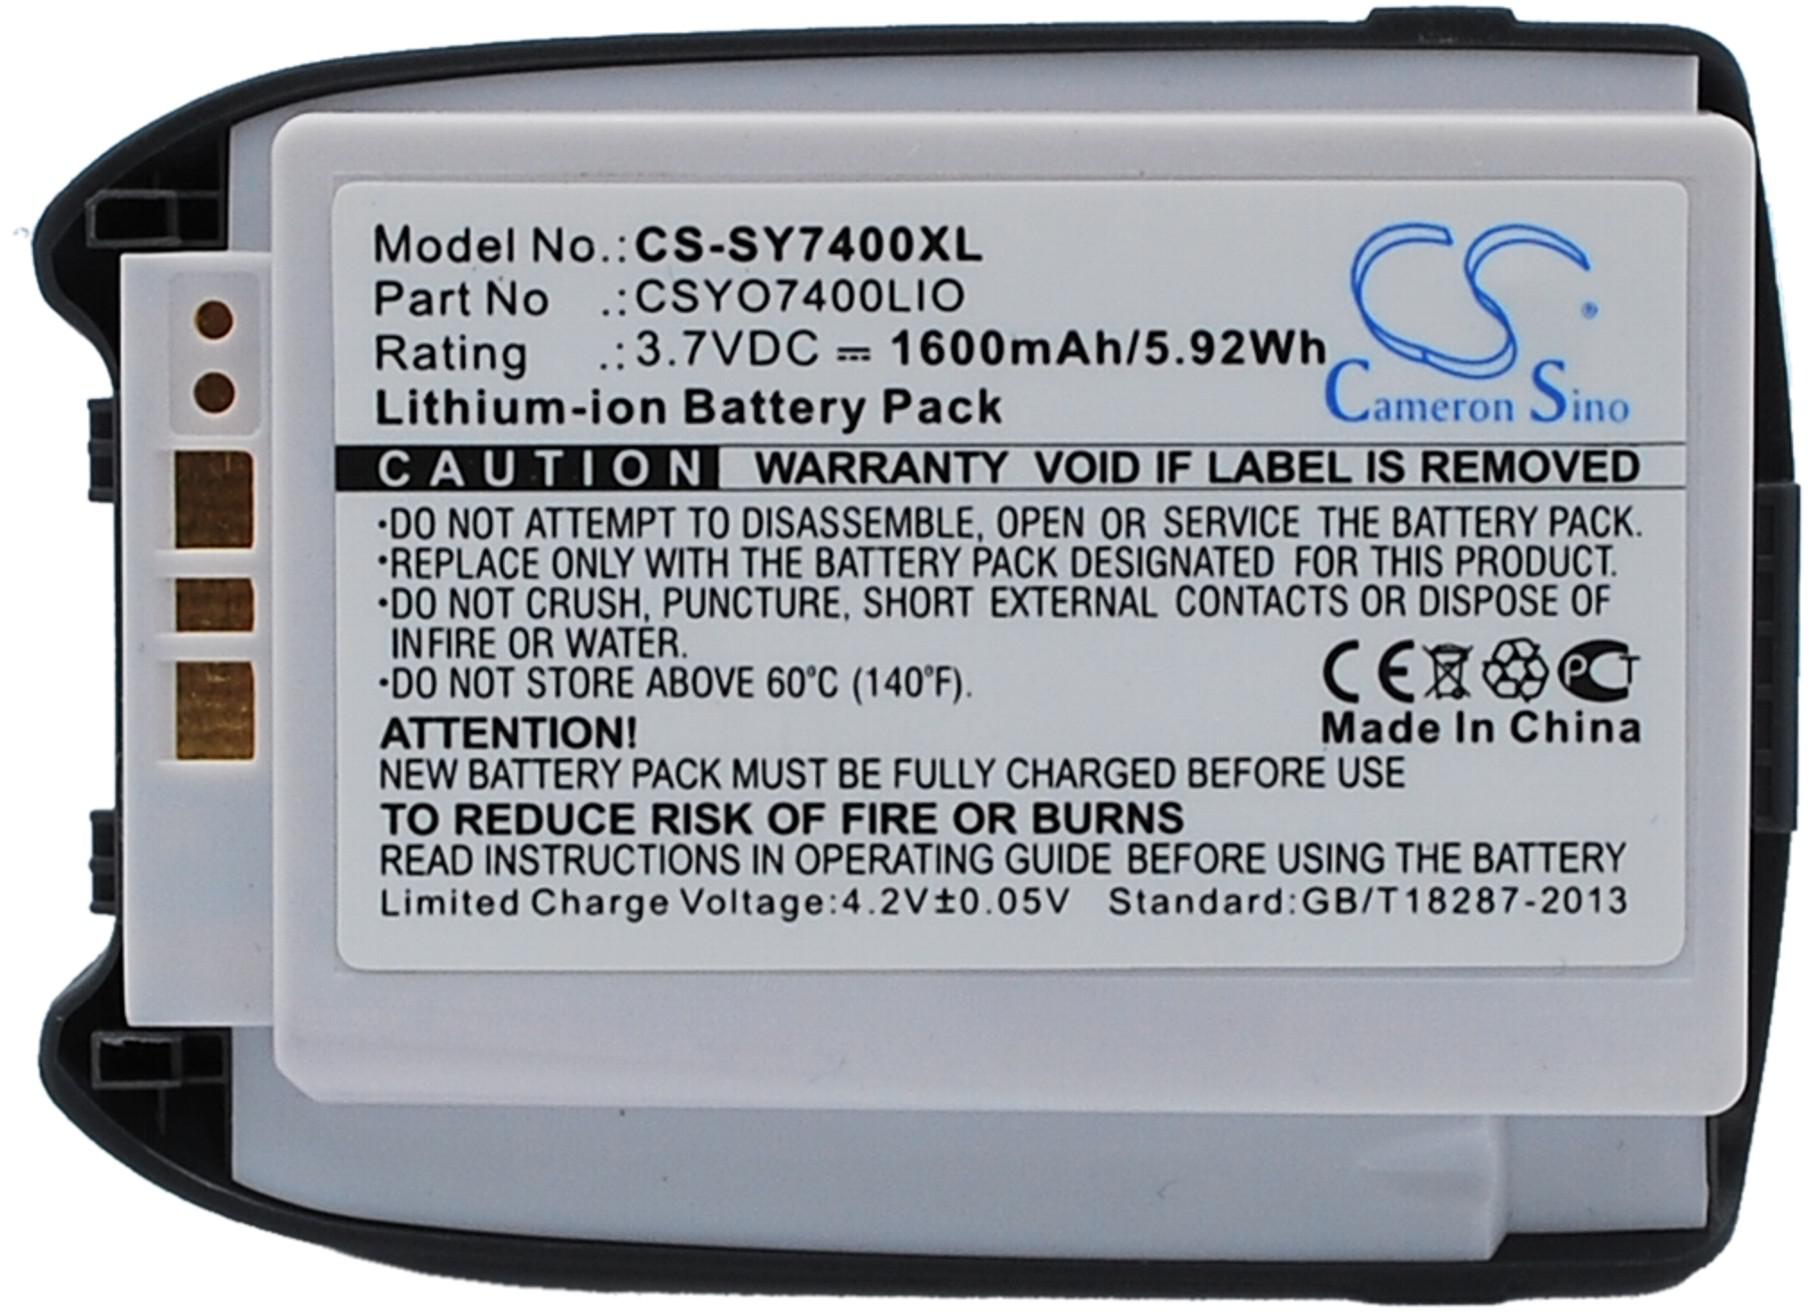 Model No.:CS-SY7400XL
Part No .:CSYO7400LIO
Rating .:3.7VDC ⎓ 1600mAh/5.92Wh
Lithium-ion Battery Pack
CS®
Cameron Sino
CAUTION WARRANTY VOID IF LABEL IS REMOVED
·DO NOT ATTEMPT TO DISASSEMBLE, OPEN OR SERVICE THE BATTERY PACK.
·REPLACE ONLY WITH THE BATTERY PACK DESIGNATED FOR THIS PRODUCT.
·DO NOT CRUSH, PUNCTURE, SHORT EXTERNAL CONTACTS OR DISPOSE OF
IN FIRE OR WATER.
·DO NOT STORE ABOVE 60°C (140°F).
CE PCT
Made In China
ATTENTION!
NEW BATTERY PACK MUST BE FULLY CHARGED BEFORE USE
TO REDUCE RISK OF FIRE OR BURNS
READ INSTRUCTIONS IN OPERATING GUIDE BEFORE USING THE BATTERY
Limited Charge Voltage:4.2V±0.05V Standard:GB/T18287-2013